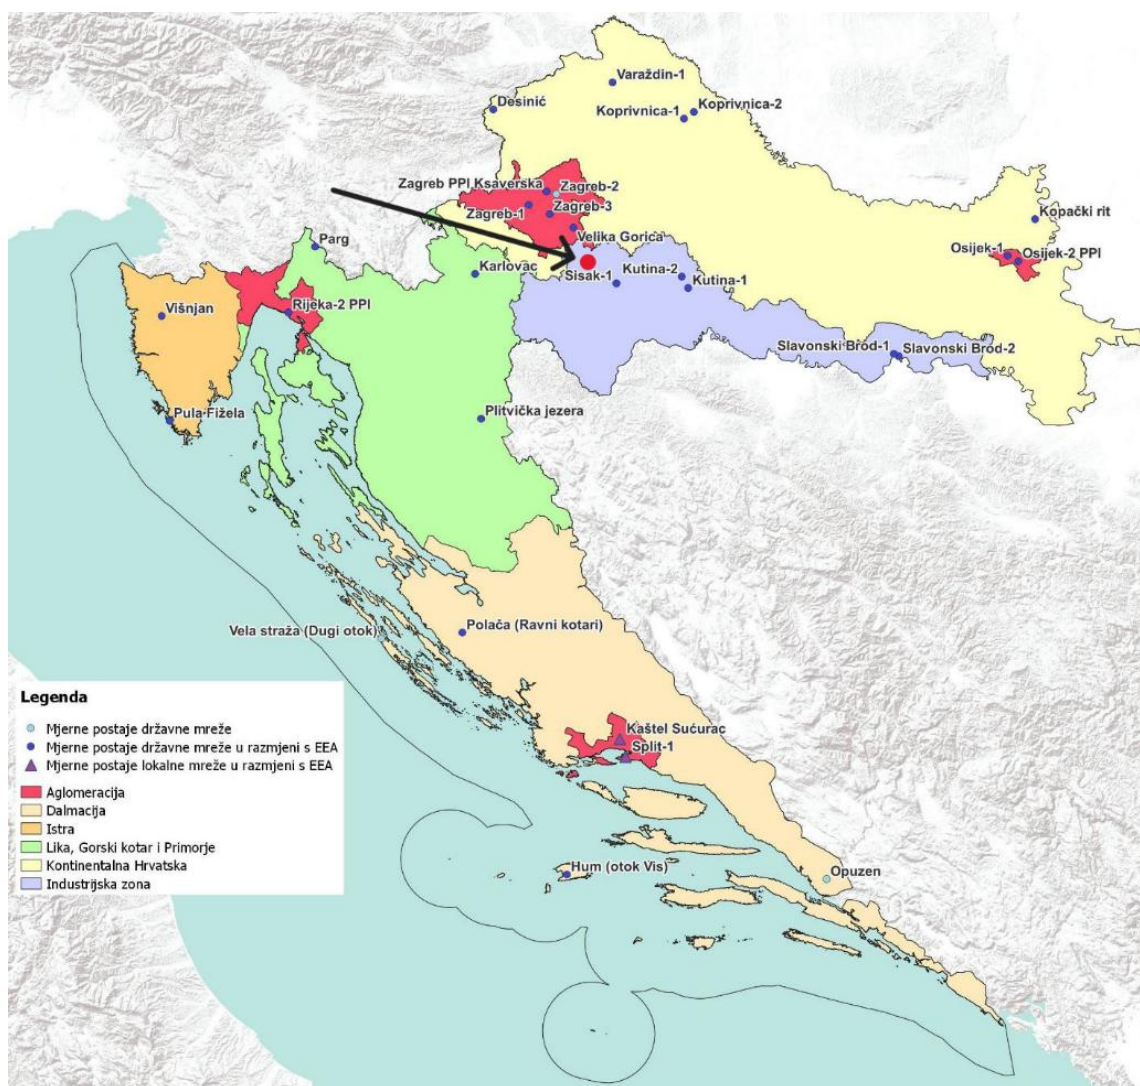 Varaždin-1
Desinić
Koprivnica-1
Koprivnica-2
Zagreb PPI Ksaverska
Zagreb-2
Zagreb-1
Zagreb-3
Kopački rit
Velika Gorica
Parg
Osijek-1
Osijek-2 PPI
Karlovac
Sisak-1
Kutina-2
Kutina-1
Rijeka-2 PPI
Višnjan
Slavonski Brod-1
Slavonski Brod-2
Pula Fižela
Plitvička jezera
Polača (Ravni kotari)
Vela straža (Dugi otok)
Legenda
Mjerne postaje državne mreže
Mjerne postaje državne mreže u razmjeni s EEA
Mjerne postaje lokalne mreže u razmjeni s EEA
Aglomeracija
Dalmacija
Istra
Lika, Gorski kotar i Primorje
Kontinentalna Hrvatska
Industrijska zona
Kaštel Sućurac
Split-1
Hum (otok Vis)
Opuzen